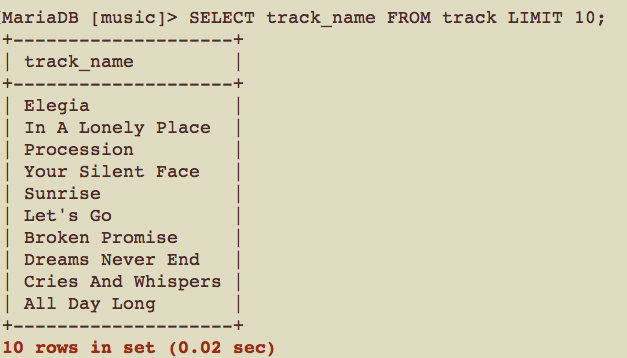 MariaDB [music]> SELECT track_name FROM track LIMIT 10;
+--------------------+
| track_name         |
+--------------------+
| Elegia             |
| In A Lonely Place  |
| Procession         |
| Your Silent Face   |
| Sunrise            |
| Let's Go           |
| Broken Promise     |
| Dreams Never End   |
| Cries And Whispers |
| All Day Long       |
+--------------------+
10 rows in set (0.02 sec)